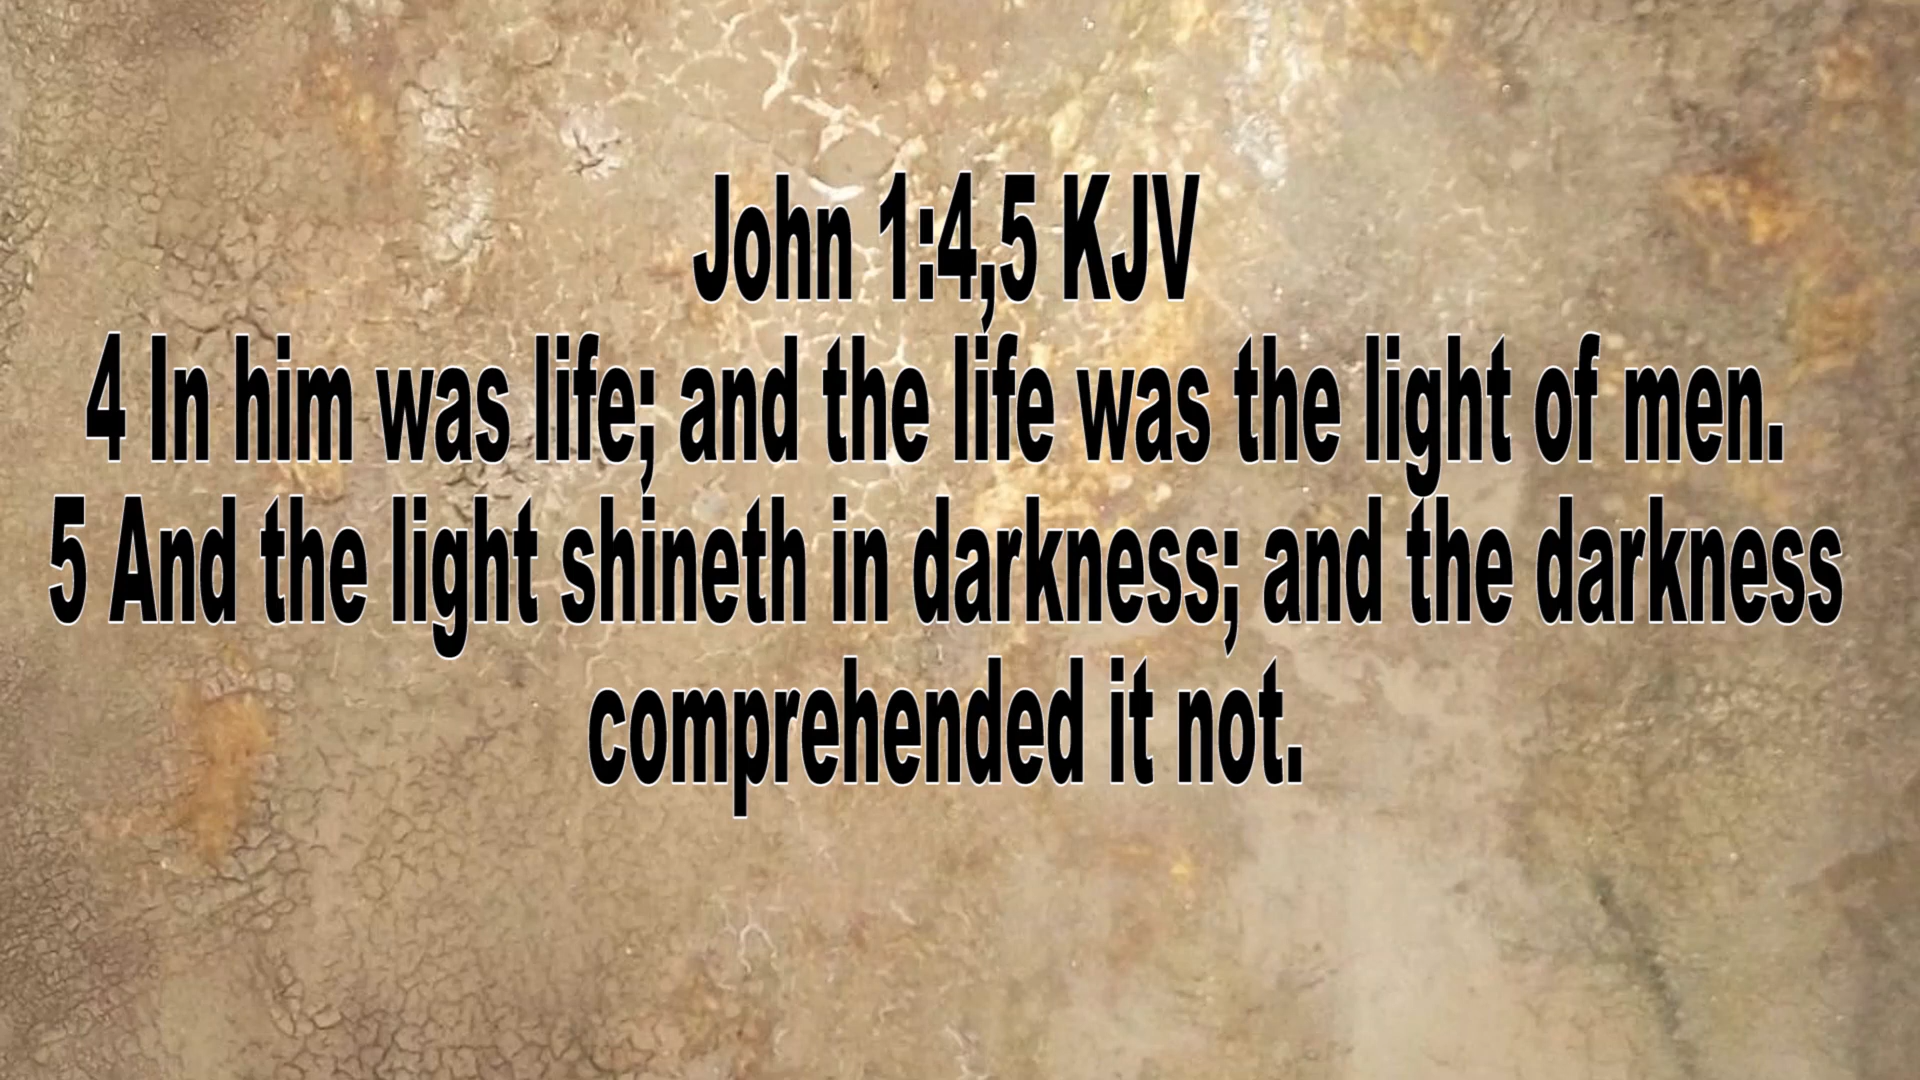 John 1:4,5 KJV
4 In him was life; and the life was the light of men.
5 And the light shineth in darkness; and the darkness
comprehended it not.